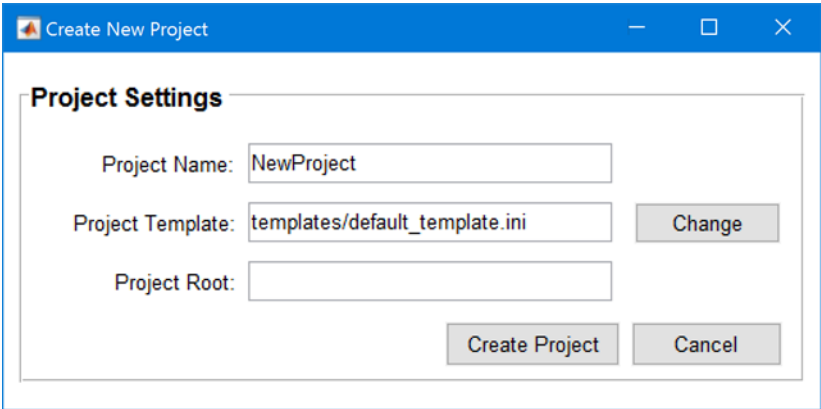 Create New Project
Project Settings
Project Name: NewProject
Project Template: templates/default_template.ini Change
Project Root:
Create Project Cancel